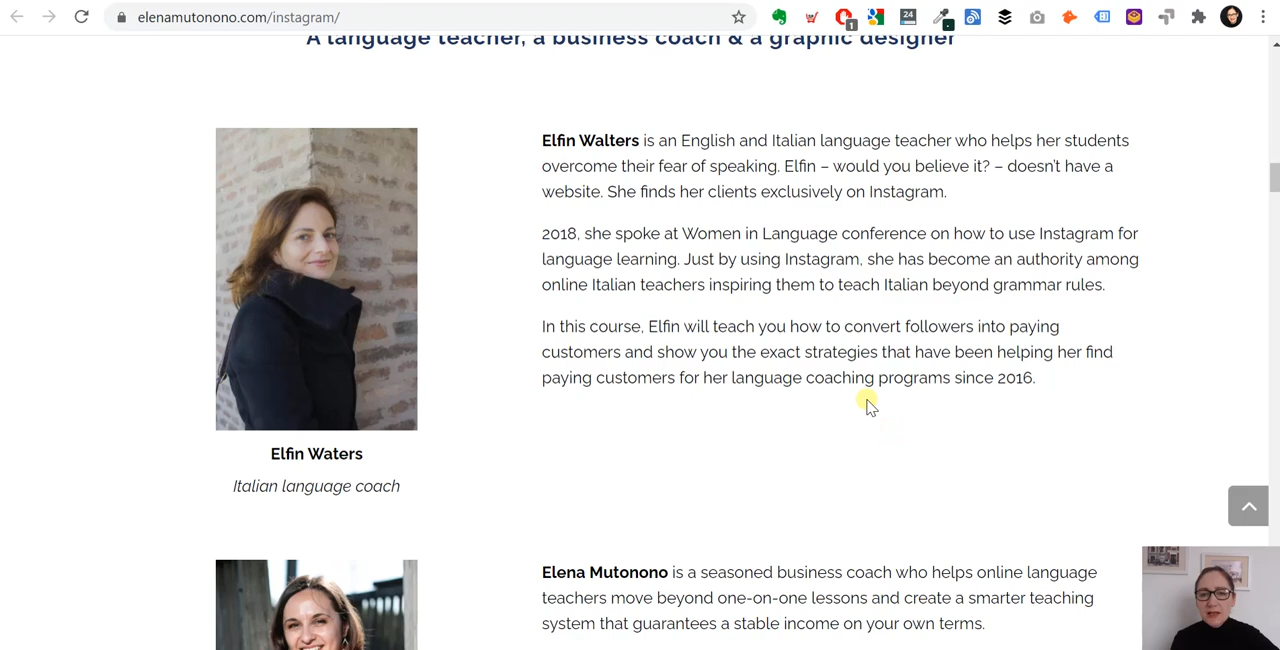 elenamutonono.com/instagram/
1
24
A language teacher, a business coach & a graphic designer
Elfin Walters is an English and Italian language teacher who helps her students
overcome their fear of speaking. Elfin – would you believe it? – doesn't have a
website. She finds her clients exclusively on Instagram.
2018, she spoke at Women in Language conference on how to use Instagram for
language learning. Just by using Instagram, she has become an authority among
online Italian teachers inspiring them to teach Italian beyond grammar rules.
In this course, Elfin will teach you how to convert followers into paying
customers and show you the exact strategies that have been helping her find
paying customers for her language coaching programs since 2016.
Elfin Waters
Italian language coach
Elena Mutonono is a seasoned business coach who helps online language
teachers move beyond one-on-one lessons and create a smarter teaching
system that guarantees a stable income on your own terms.